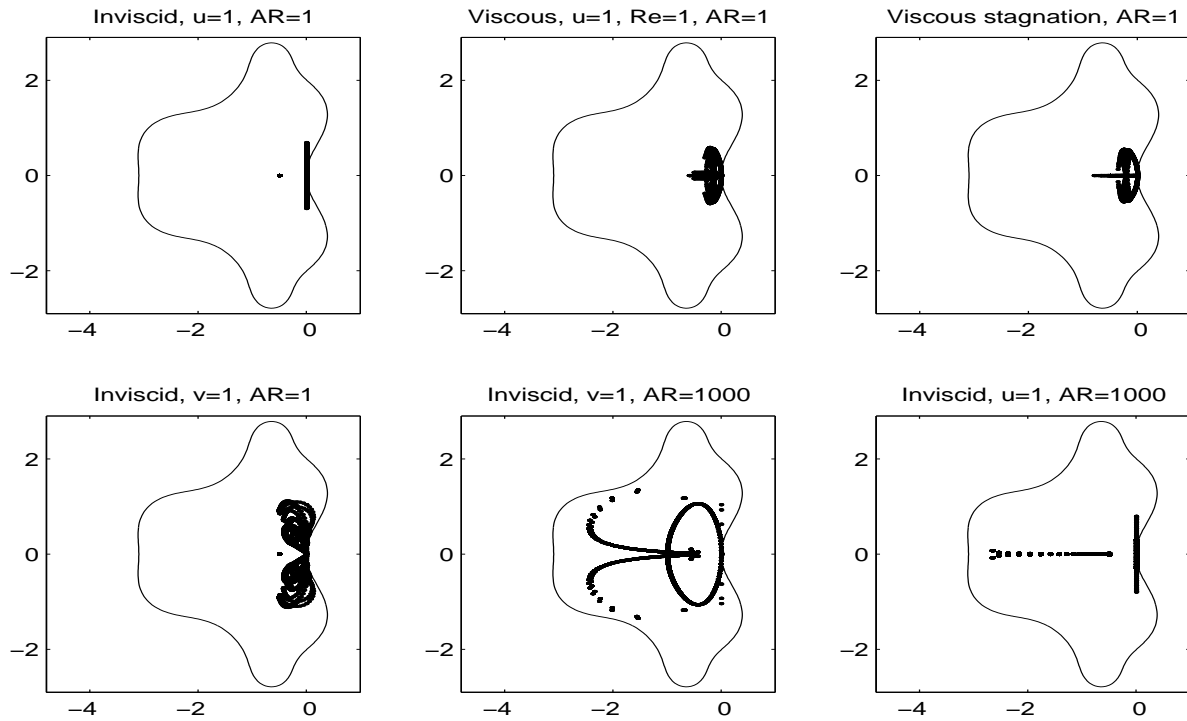 Inviscid, u=1, AR=1
2
0
−2
−4 −2 0
Viscous, u=1, Re=1, AR=1
2
0
−2
−4 −2 0
Viscous stagnation, AR=1
2
0
−2
−4 −2 0
Inviscid, v=1, AR=1
2
0
−2
−4 −2 0
Inviscid, v=1, AR=1000
2
0
−2
−4 −2 0
Inviscid, u=1, AR=1000
2
0
−2
−4 −2 0